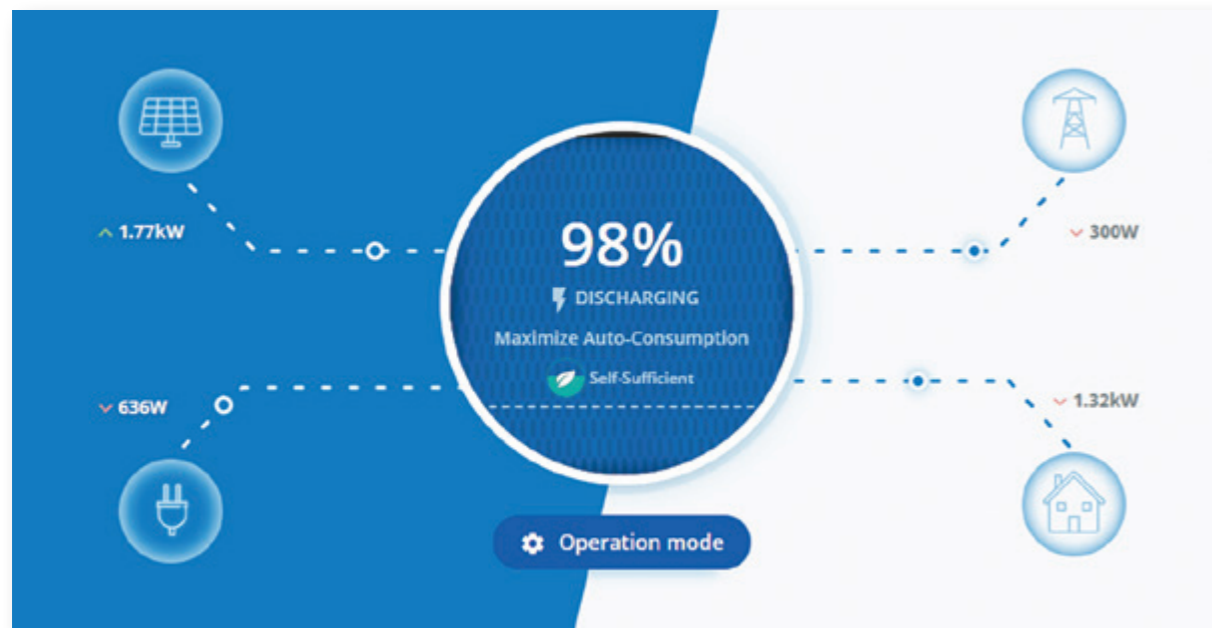 1.77kW
300W
98%
DISCHARGING
Maximize Auto-Consumption
Self-Sufficient
636W
1.32kW
Operation mode